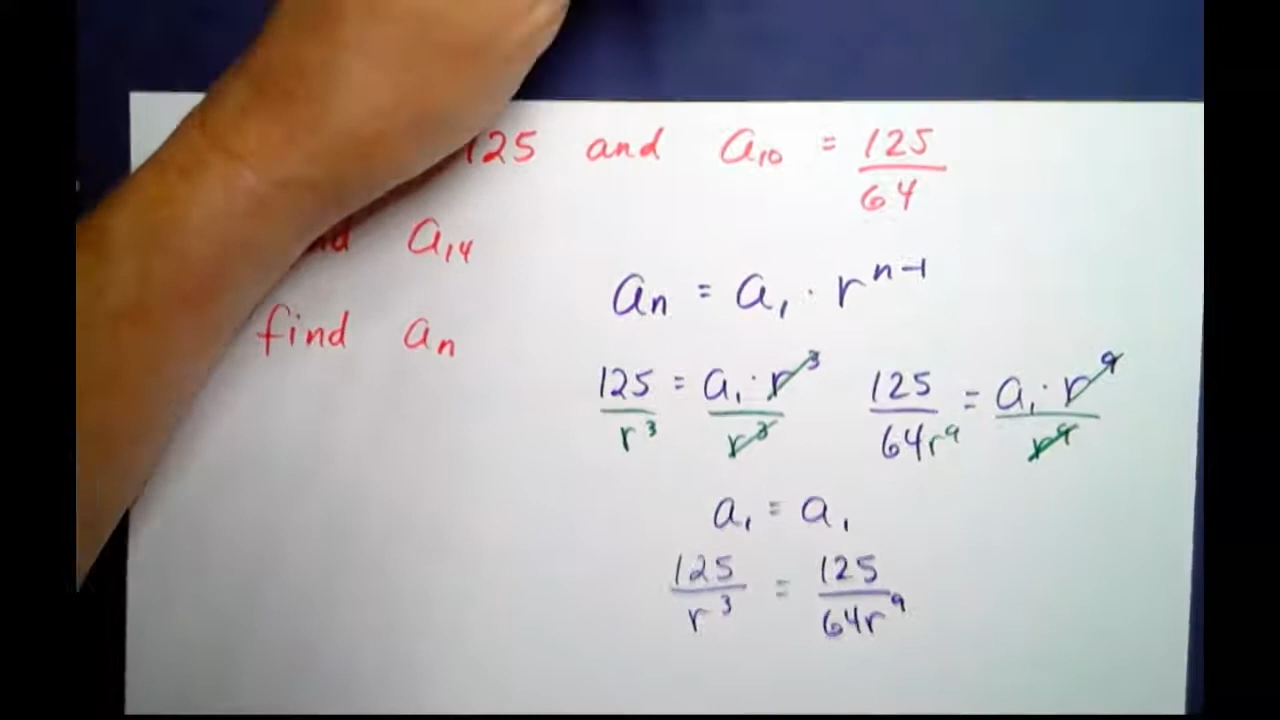 125 and a₁₀ = 125/64
a₁₄
aₙ = a₁ · rⁿ⁻¹
find aₙ
125/r³ = a₁ · r³/r³ 125/64r⁹ = a₁ · r⁹/r⁹
a₁ = a₁
125/r³ = 125/64r⁹